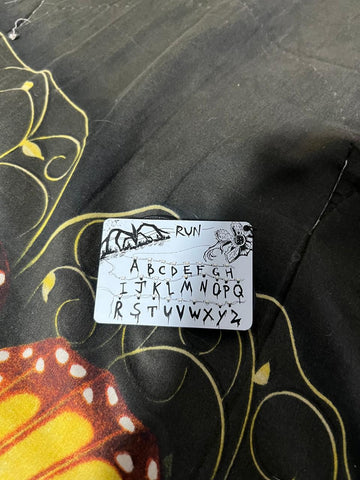 RUN
A B C D E F G H
I J K L M N O P Q
R S T U V W X Y Z